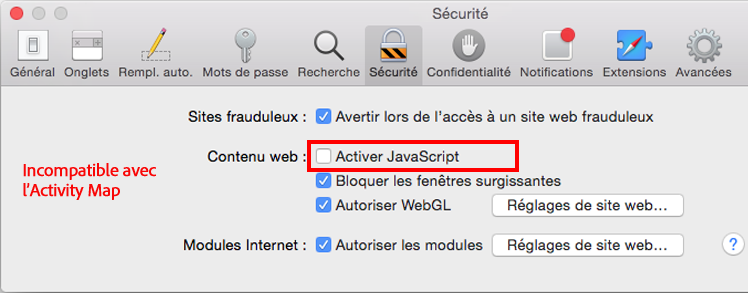 Sécurité
Général Onglets Rempl. auto. Mots de passe Recherche Sécurité Confidentialité Notifications Extensions Avancées
Sites frauduleux : Avertir lors de l'accès à un site web frauduleux
Contenu web : Activer JavaScript
Incompatible avec
l'Activity Map
Bloquer les fenêtres surgissantes
Autoriser WebGL Réglages de site web...
Modules Internet : Autoriser les modules Réglages de site web... ?